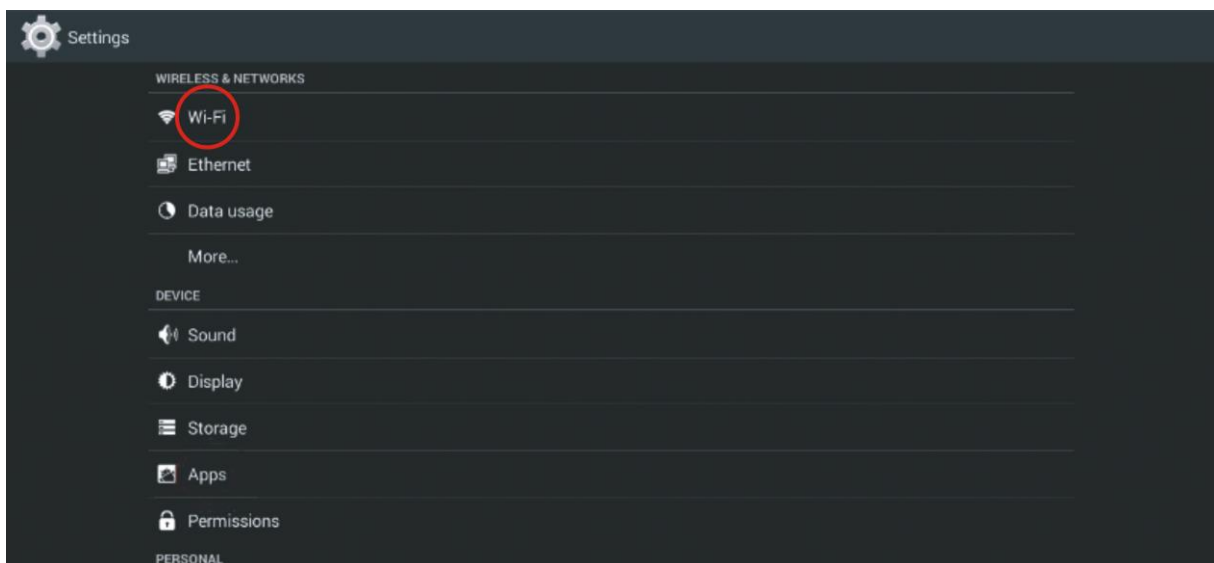 Settings
WIRELESS & NETWORKS
Wi-Fi
Ethernet
Data usage
More...
DEVICE
Sound
Display
Storage
Apps
Permissions
PERSONAL